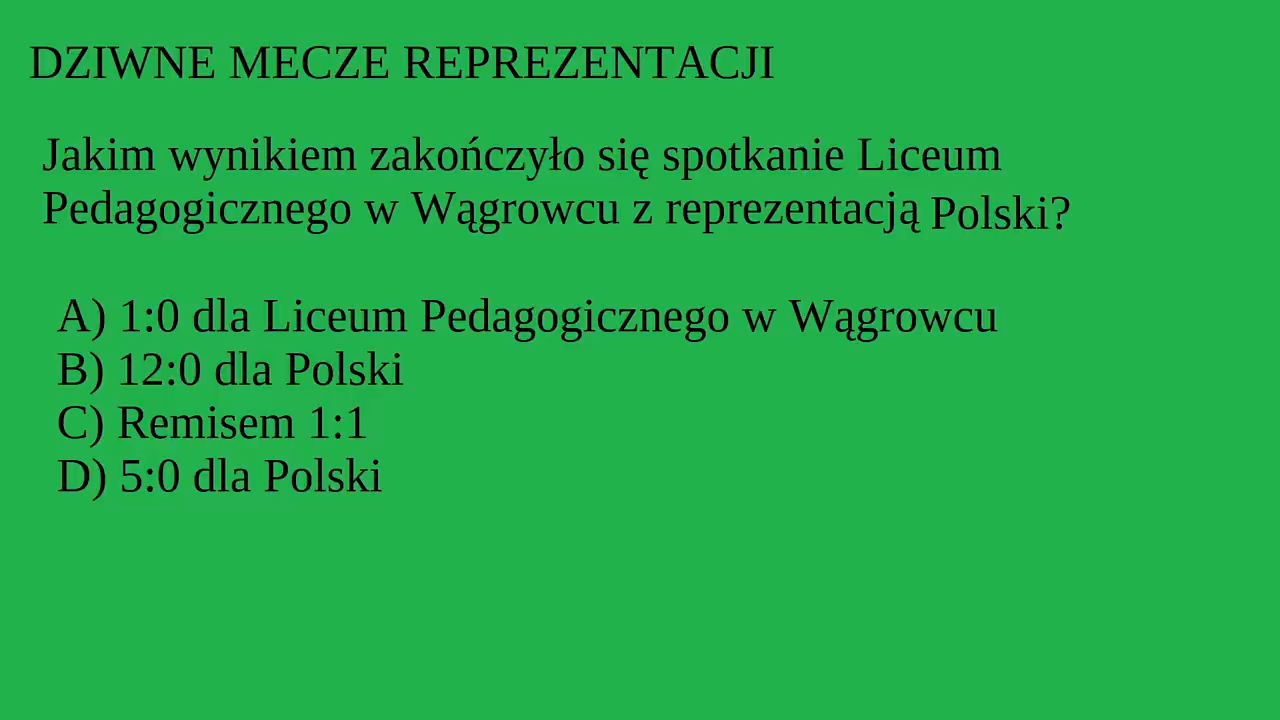 DZIWNE MECZE REPREZENTACJI
Jakim wynikiem zakończyło się spotkanie Liceum
Pedagogicznego w Wągrowcu z reprezentacją Polski?
A) 1:0 dla Liceum Pedagogicznego w Wągrowcu
B) 12:0 dla Polski
C) Remisem 1:1
D) 5:0 dla Polski